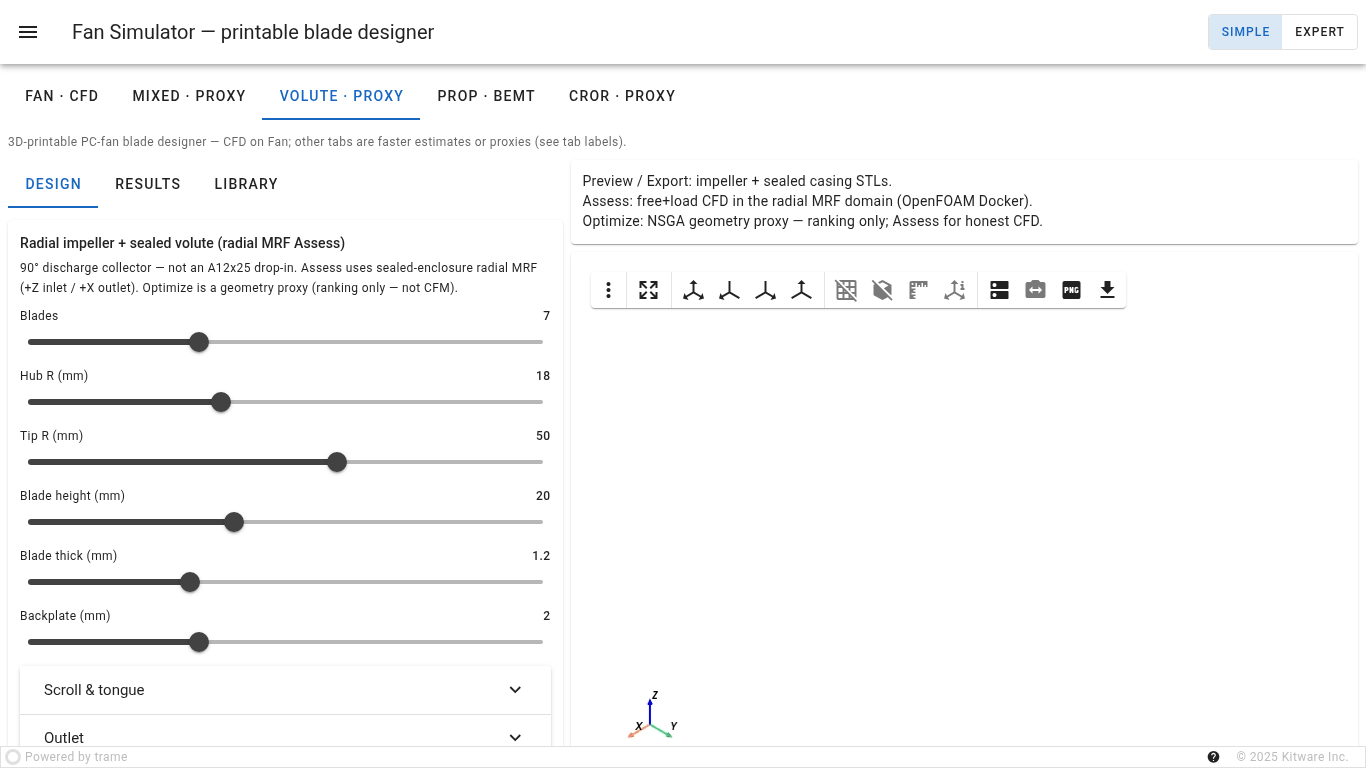 Fan Simulator — printable blade designer
SIMPLE
EXPERT
FAN · CFD
MIXED · PROXY
VOLUTE · PROXY
PROP · BEMT
CROR · PROXY
3D-printable PC-fan blade designer — CFD on Fan; other tabs are faster estimates or proxies (see tab labels).
DESIGN
RESULTS
LIBRARY
Radial impeller + sealed volute (radial MRF Assess)
90° discharge collector — not an A12x25 drop-in. Assess uses sealed-enclosure radial MRF
(+Z inlet / +X outlet). Optimize is a geometry proxy (ranking only — not CFM).
Blades 7
Hub R (mm) 18
Tip R (mm) 50
Blade height (mm) 20
Blade thick (mm) 1.2
Backplate (mm) 2
Scroll & tongue
Outlet
Preview / Export: impeller + sealed casing STLs.
Assess: free+load CFD in the radial MRF domain (OpenFOAM Docker).
Optimize: NSGA geometry proxy — ranking only; Assess for honest CFD.
PNG
Z
X
Y
Powered by trame
© 2025 Kitware Inc.